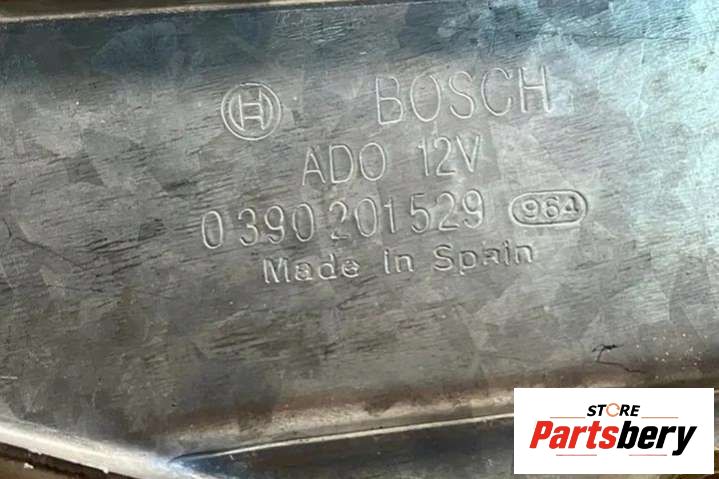 BOSCH
ADO 12V
0 390 201 529 964
Made in Spain
STORE
Partsbery